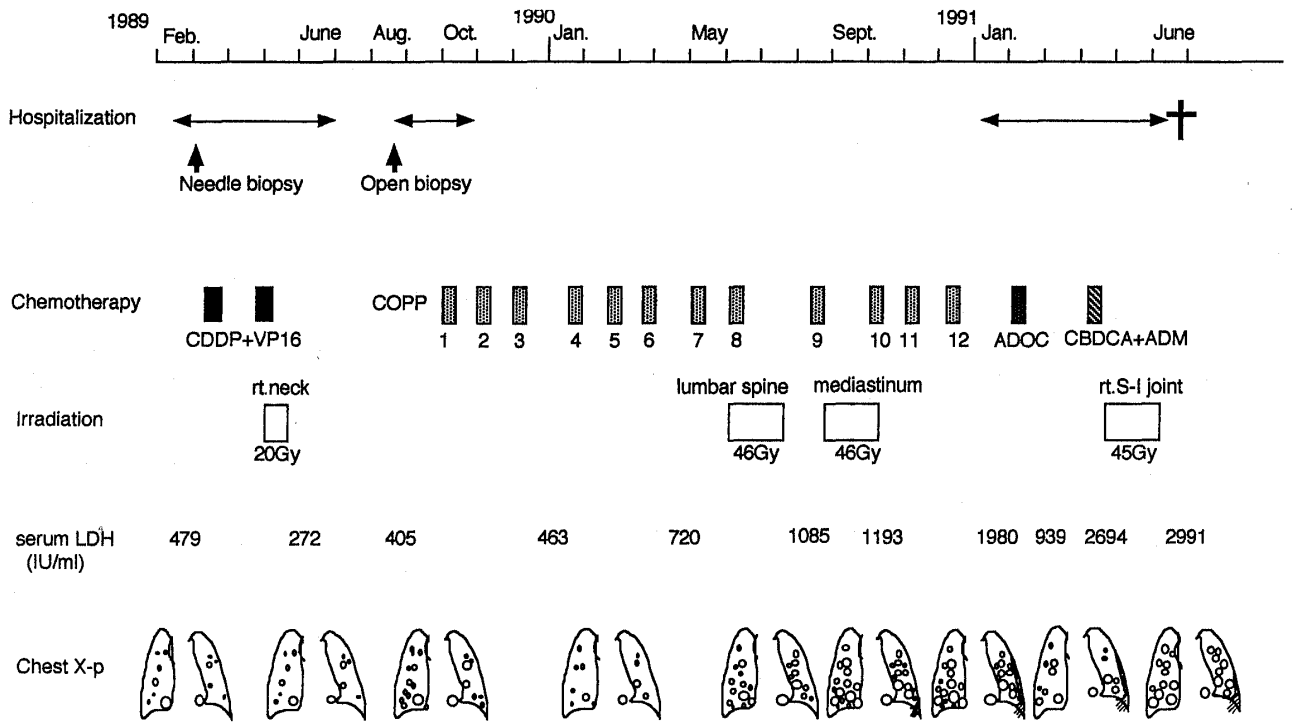 1989 1990 1991
Feb. June Aug. Oct. Jan. May Sept. Jan. June
Hospitalization
Needle biopsy Open biopsy
Chemotherapy COPP
CDDP+VP16 1 2 3 4 5 6 7 8 9 10 11 12 ADOC CBDCA+ADM
rt.neck lumbar spine mediastinum rt.S-I joint
Irradiation
20Gy 46Gy 46Gy 45Gy
serum LDH 479 272 405 463 720 1085 1193 1980 939 2694 2991
(IU/ml)
Chest X-p